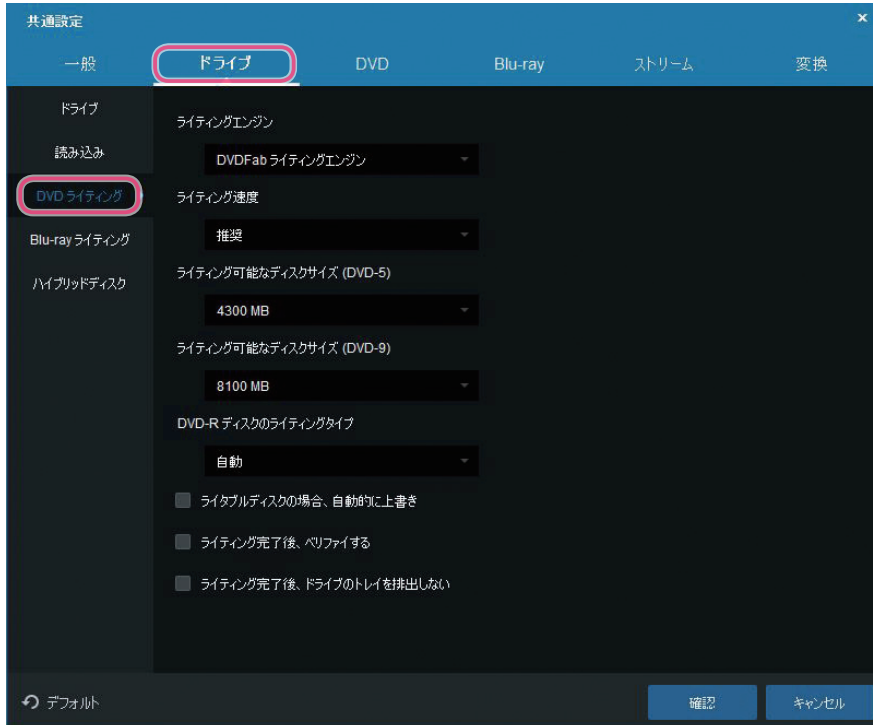 共通設定
×
一般 ドライブ DVD Blu-ray ストリーム 変換
ドライブ
読み込み
DVD ライティング
Blu-ray ライティング
ハイブリッドディスク
ライティングエンジン
DVDFab ライティングエンジン
ライティング速度
推奨
ライティング可能なディスクサイズ (DVD-5)
4300 MB
ライティング可能なディスクサイズ (DVD-9)
8100 MB
DVD-R ディスクのライティングタイプ
自動
ライタブルディスクの場合、自動的に上書き
ライティング完了後、ベリファイする
ライティング完了後、ドライブのトレイを排出しない
デフォルト
確認 キャンセル